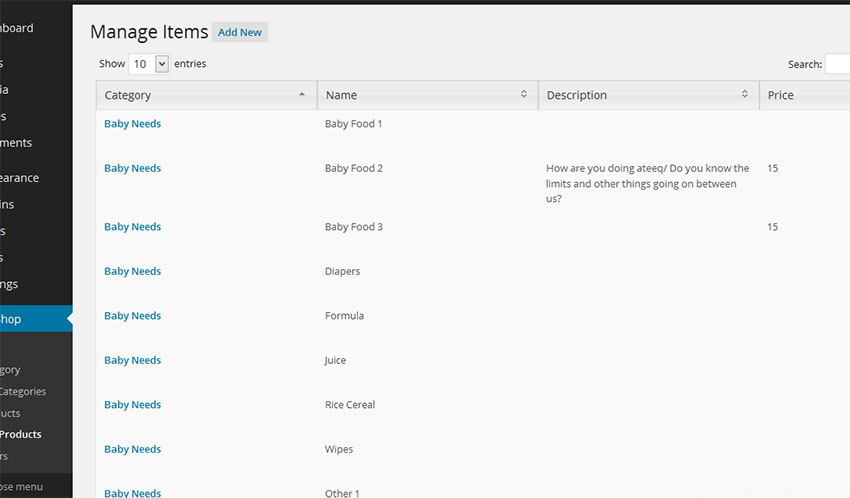 Manage Items Add New
Show 10 entries
Search:
Category Name Description Price
Baby Needs Baby Food 1
Baby Needs Baby Food 2 How are you doing ateeq/ Do you know the 15
limits and other things going on between
us?
Baby Needs Baby Food 3 15
Baby Needs Diapers
Baby Needs Formula
Baby Needs Juice
Baby Needs Rice Cereal
Baby Needs Wipes
Baby Needs Other 1
nboard
s
ia
es
ments
earance
ins
s
s
ngs
hop
gory
Categories
ucts
Products
rs
ose menu